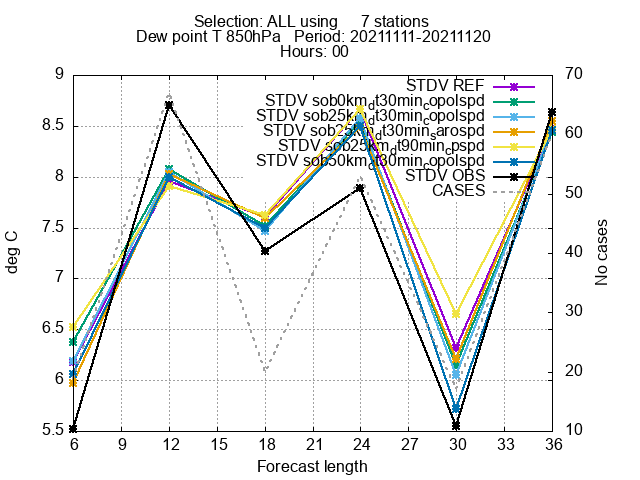 Selection: ALL using 7 stations
Dew point T 850hPa Period: 20211111-20211120
Hours: 00
STDV REF
STDV sob0km_dt30min_copolspd
STDV sob25km_dt30min_copolspd
STDV sob25km_dt30min_sarospd
STDV sob25km_dt90min_cpspd
STDV sob50km_dt30min_copolspd
STDV OBS
CASES
deg C
9
8.5
8
7.5
7
6.5
6
5.5
70
60
50
40
30
20
10
No cases
6 9 12 15 18 21 24 27 30 33 36
Forecast length